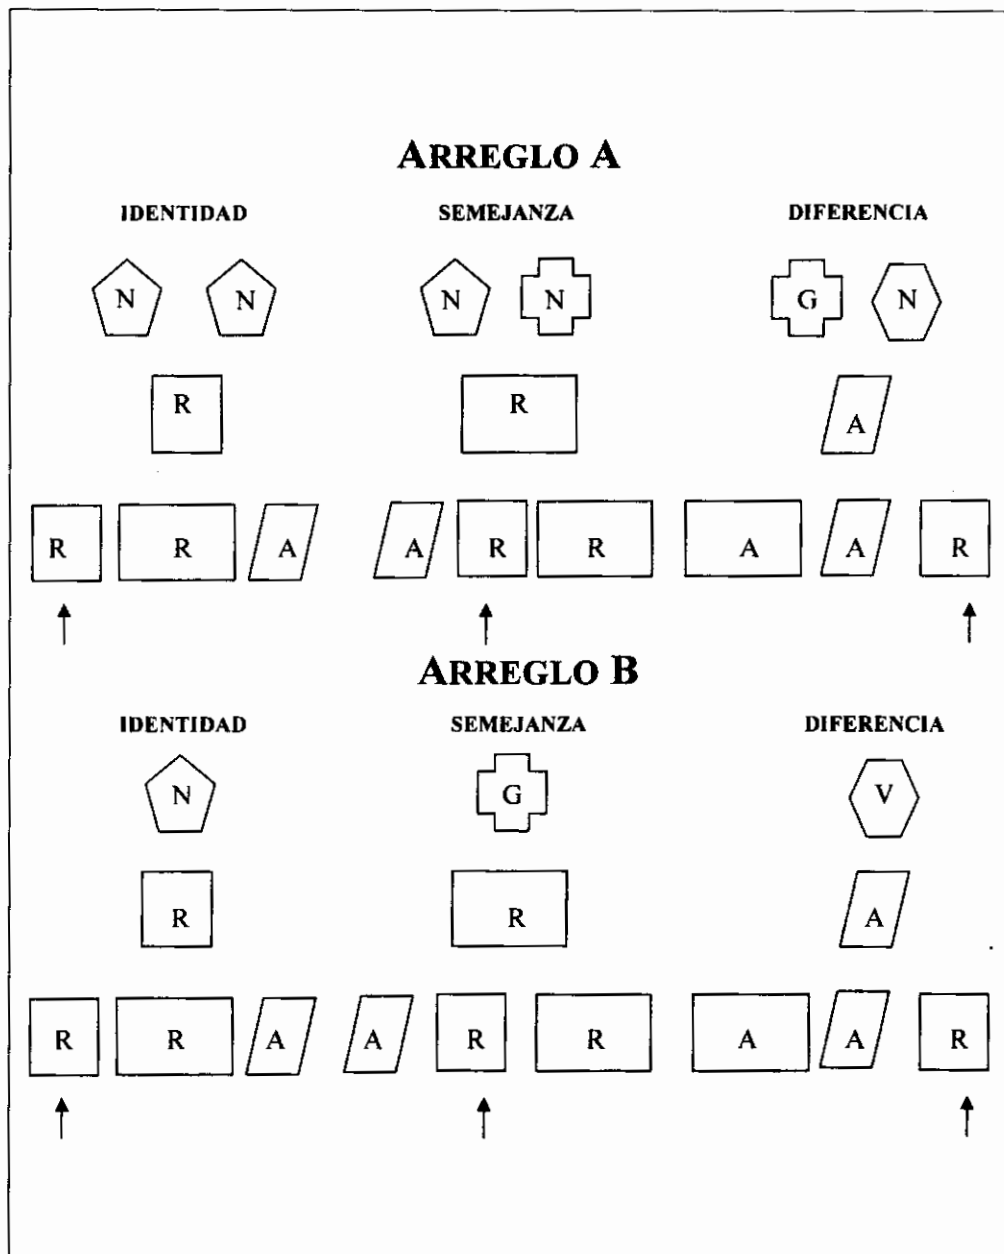 ARREGLO A
IDENTIDAD SEMEJANZA DIFERENCIA
N N N N G N
R R A
R R A A R R A A R
ARREGLO B
IDENTIDAD SEMEJANZA DIFERENCIA
N G V
R R A
R R A A R R A A R